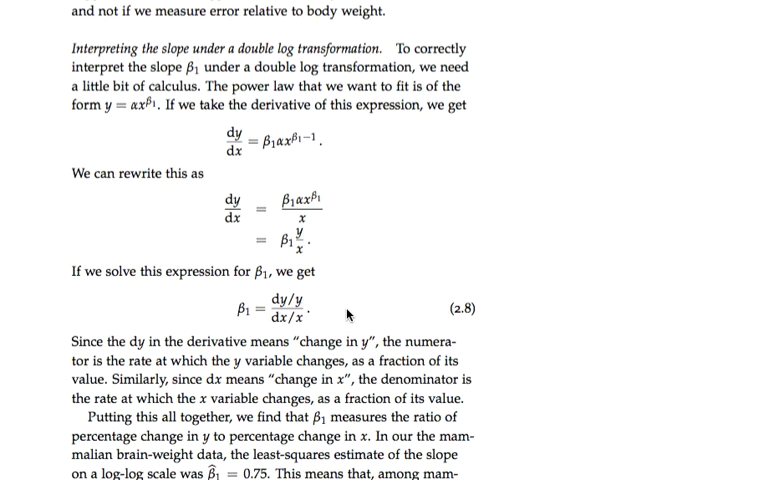 and not if we measure error relative to body weight.
Interpreting the slope under a double log transformation. To correctly
interpret the slope β₁ under a double log transformation, we need
a little bit of calculus. The power law that we want to fit is of the
form y = αx^β₁. If we take the derivative of this expression, we get
dy/dx = β₁αx^β₁−1 .
We can rewrite this as
dy/dx = β₁αx^β₁/x
= β₁ y/x .
If we solve this expression for β₁, we get
β₁ = (dy/y)/(dx/x) . (2.8)
Since the dy in the derivative means “change in y”, the numera-
tor is the rate at which the y variable changes, as a fraction of its
value. Similarly, since dx means “change in x”, the denominator is
the rate at which the x variable changes, as a fraction of its value.
Putting this all together, we find that β₁ measures the ratio of
percentage change in y to percentage change in x. In our the mam-
malian brain-weight data, the least-squares estimate of the slope
on a log-log scale was β̂₁ = 0.75. This means that, among mam-